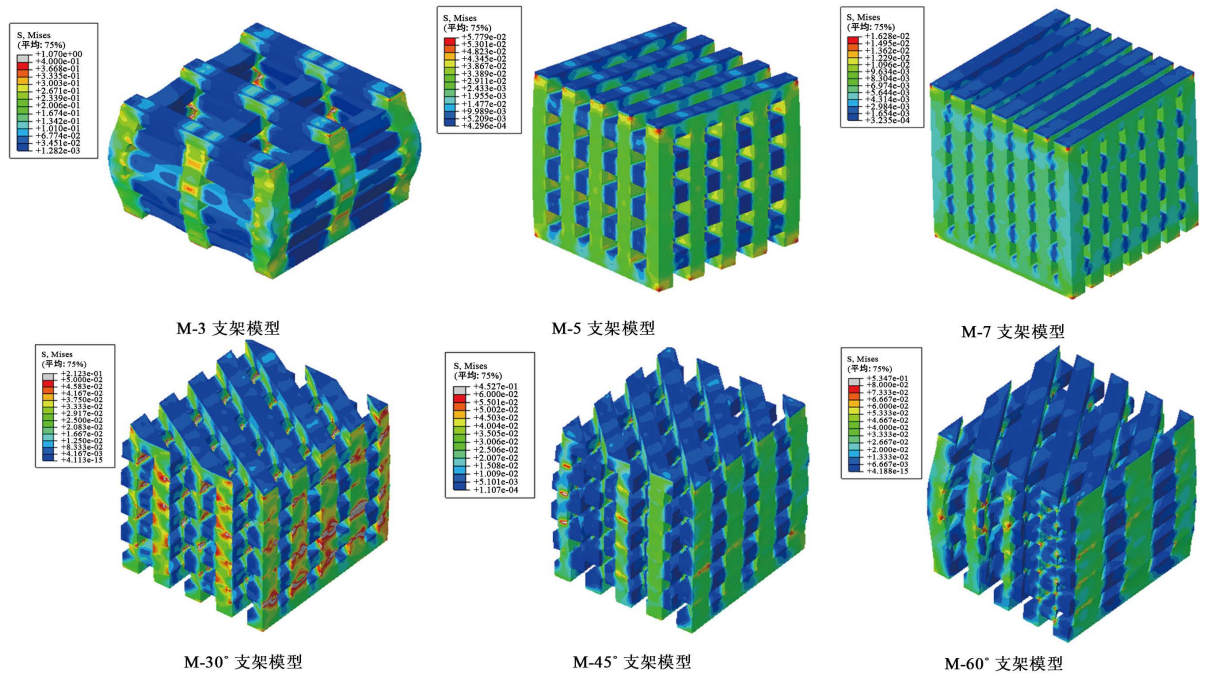 S, Mises
(平均: 75%)
+1.070e+00
+4.000e-01
+3.668e-01
+3.335e-01
+3.003e-01
+2.671e-01
+2.339e-01
+2.006e-01
+1.674e-01
+1.342e-01
+1.010e-01
+6.774e-02
+3.451e-02
+1.282e-03
M-3 支架模型
S, Mises
(平均: 75%)
+5.779e-02
+5.301e-02
+4.823e-02
+4.345e-02
+3.867e-02
+3.389e-02
+2.911e-02
+2.433e-03
+1.955e-03
+1.477e-02
+9.989e-03
+5.209e-03
+4.296e-04
M-5 支架模型
S, Mises
(平均: 75%)
+1.628e-02
+1.495e-02
+1.362e-02
+1.229e-02
+1.096e-02
+9.634e-03
+8.304e-03
+6.974e-03
+5.644e-03
+4.314e-03
+2.984e-03
+1.654e-03
+3.235e-04
M-7 支架模型
S, Mises
(平均: 75%)
+2.123e-01
+5.000e-02
+4.583e-02
+4.167e-02
+3.750e-02
+3.333e-02
+2.917e-02
+2.500e-02
+2.083e-02
+1.667e-02
+1.250e-02
+8.333e-02
+4.167e-03
+4.113e-15
M-30° 支架模型
S, Mises
(平均: 75%)
+4.527e-01
+6.000e-02
+5.501e-02
+5.002e-02
+4.503e-02
+4.004e-02
+3.505e-02
+3.006e-02
+2.506e-02
+2.007e-02
+1.508e-02
+1.009e-02
+5.101e-03
+1.107e-04
M-45° 支架模型
S, Mises
(平均: 75%)
+5.347e-01
+8.000e-02
+7.333e-02
+6.667e-02
+6.000e-02
+5.333e-02
+4.667e-02
+4.000e-02
+3.333e-02
+2.667e-02
+2.000e-02
+1.333e-02
+6.667e-03
+4.188e-15
M-60° 支架模型